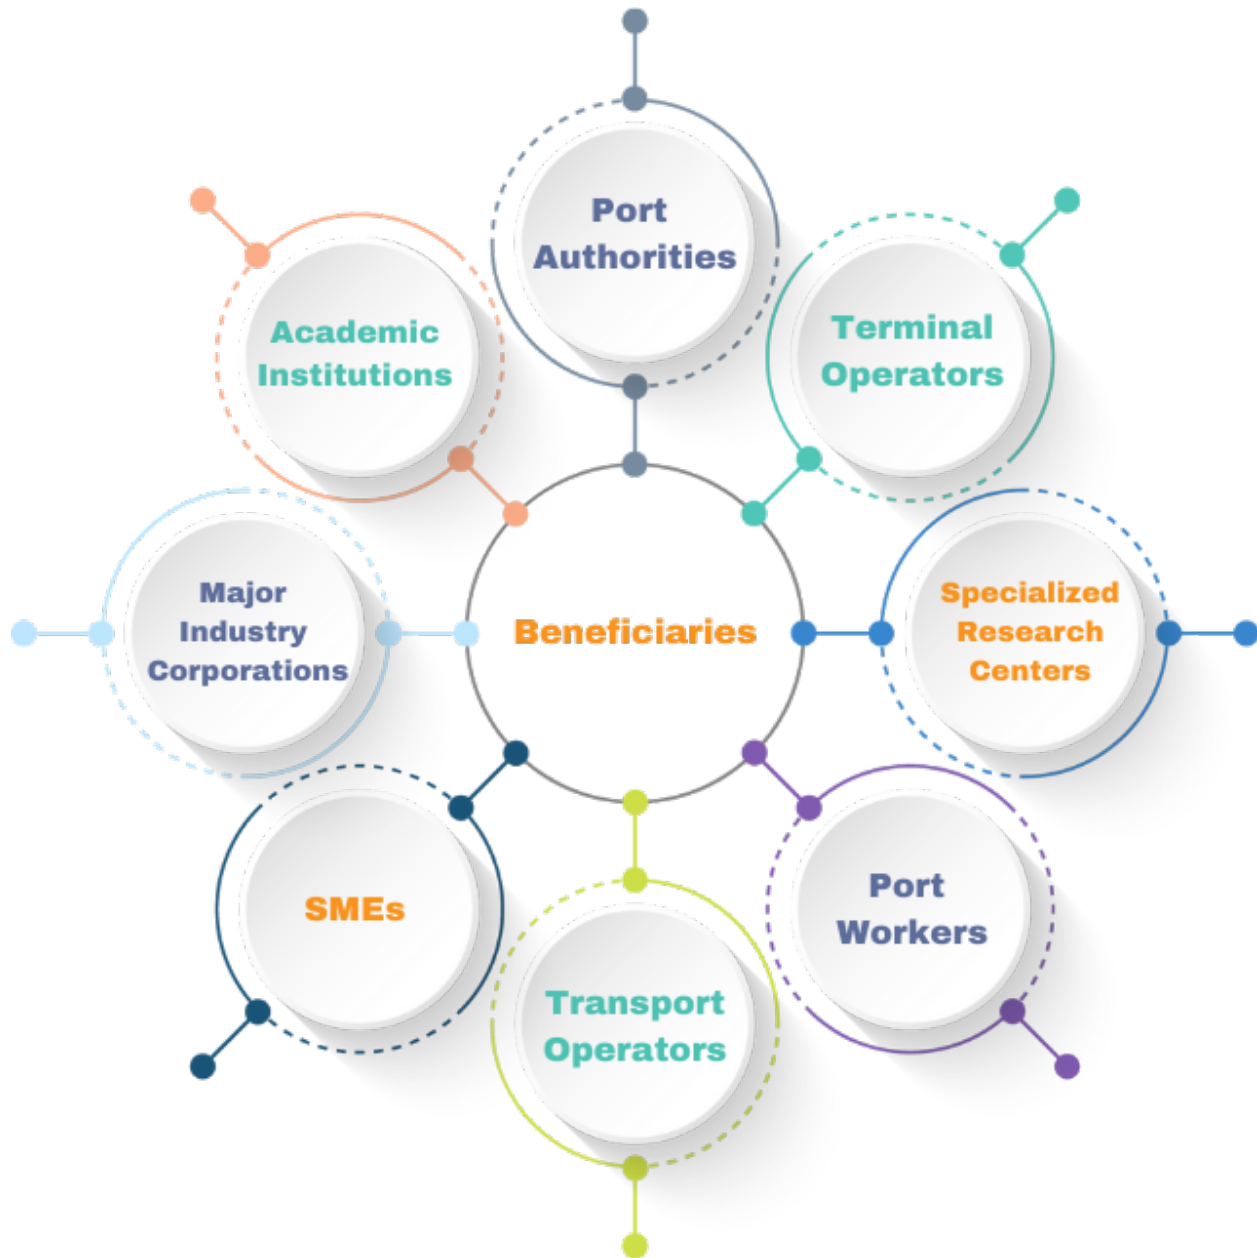 Port
Authorities
Terminal
Operators
Specialized
Research
Centers
Port
Workers
Transport
Operators
SMEs
Major
Industry
Corporations
Academic
Institutions
Beneficiaries